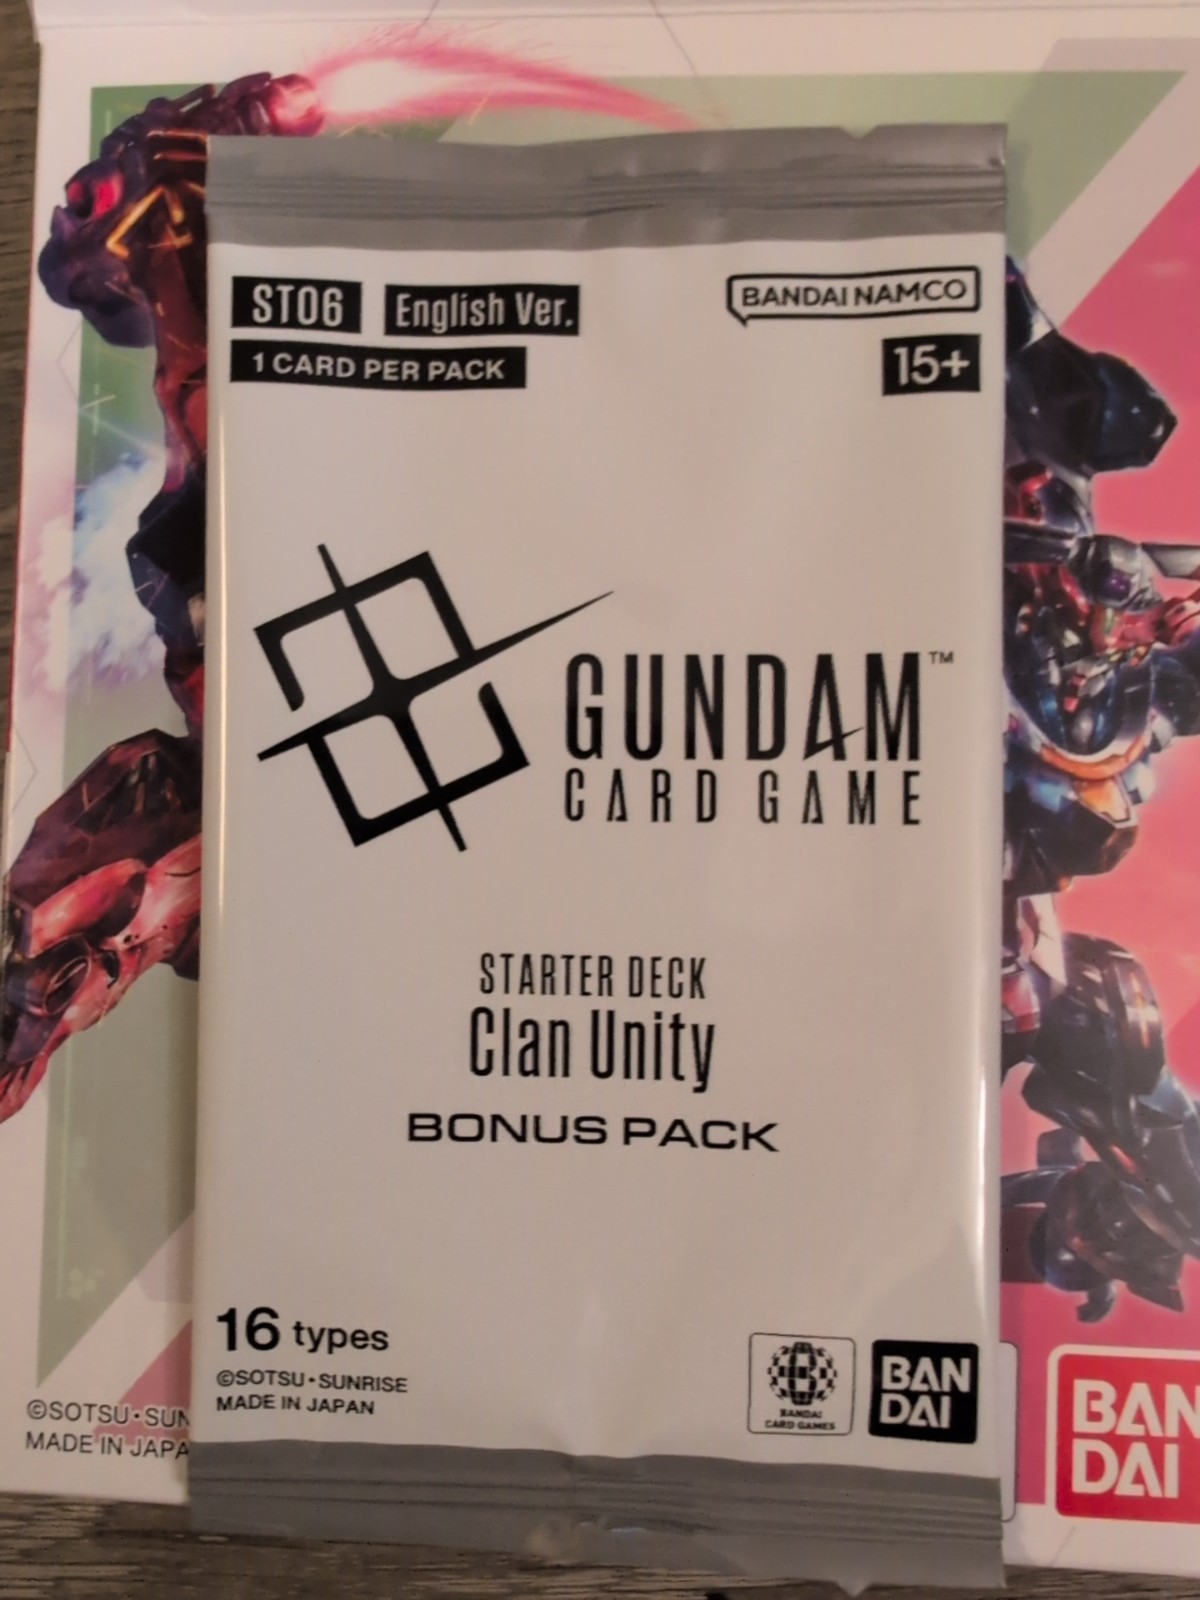 ST06 English Ver.
BANDAI NAMCO
1 CARD PER PACK
15+
GUNDAM™
CARD GAME
STARTER DECK
Clan Unity
BONUS PACK
16 types
©SOTSU・SUNRISE
MADE IN JAPAN
BANDAI
CARD GAMES
BAN
DAI
©SOTSU・SUN
MADE IN JAPA
BAN
DAI